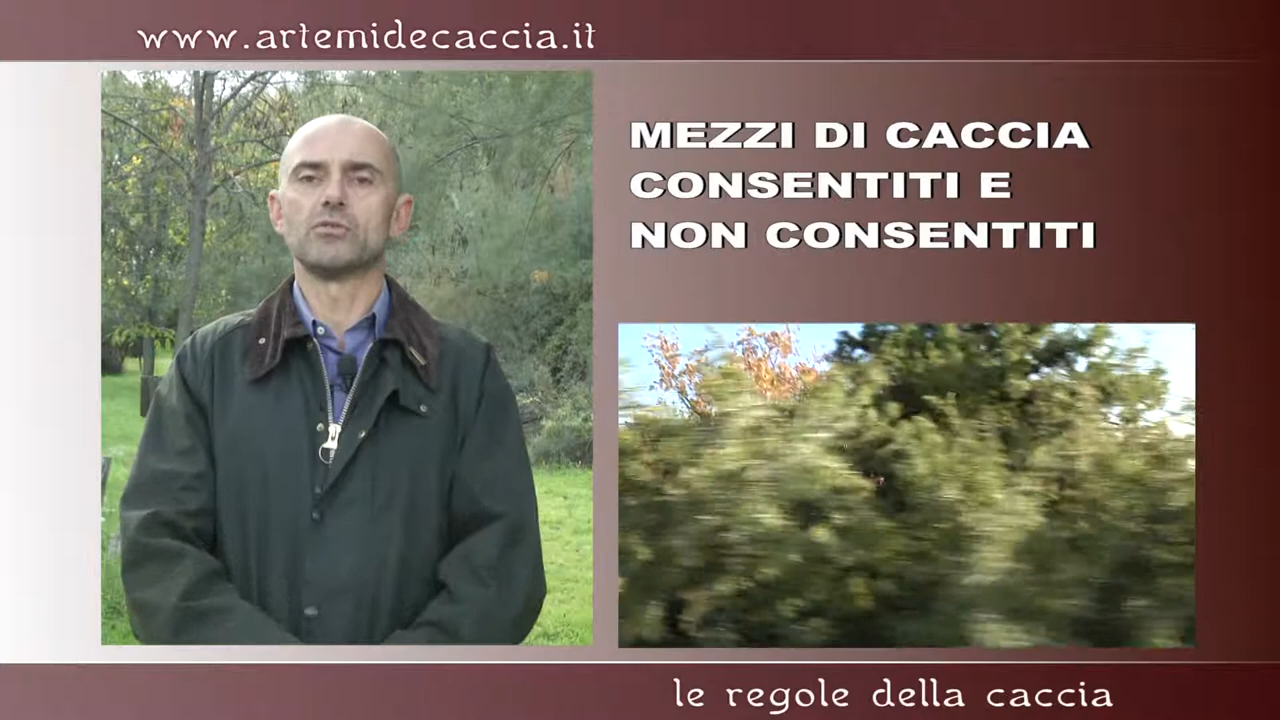 www.artemidecaccia.it
MEZZI DI CACCIA
CONSENTITI E
NON CONSENTITI
le regole della caccia